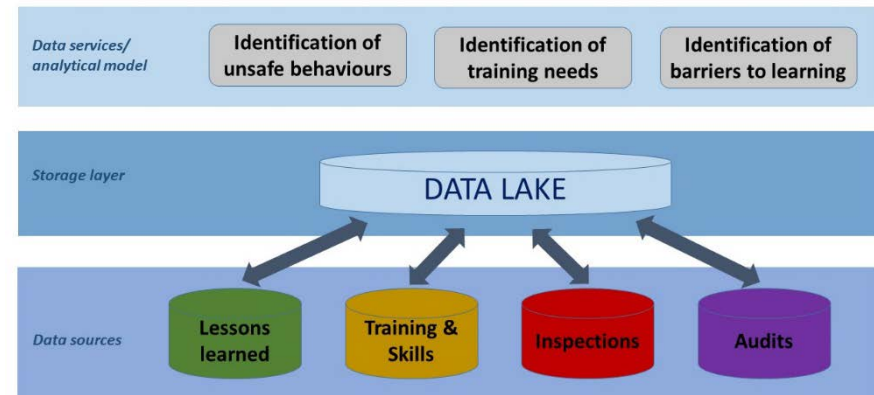 Data services/
analytical model
Identification of
unsafe behaviours
Identification of
training needs
Identification of
barriers to learning
Storage layer
DATA LAKE
Data sources
Lessons
learned
Training &
Skills
Inspections
Audits